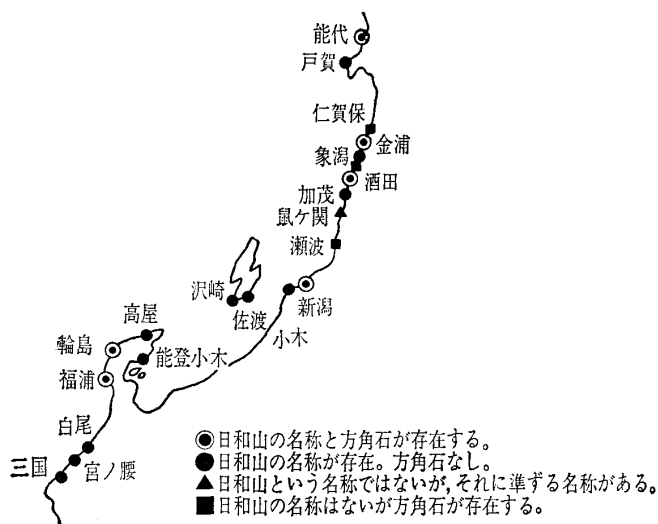 能代
戸賀
仁賀保
金浦
象潟
酒田
加茂
鼠ケ関
瀬波
沢崎
新潟
佐渡
高屋
小木
輪島
能登小木
福浦
白尾
三国
宮ノ腰
◉日和山の名称と方角石が存在する。
●日和山の名称が存在。方角石なし。
▲日和山という名称ではないが,それに準ずる名称がある。
■日和山の名称はないが方角石が存在する。